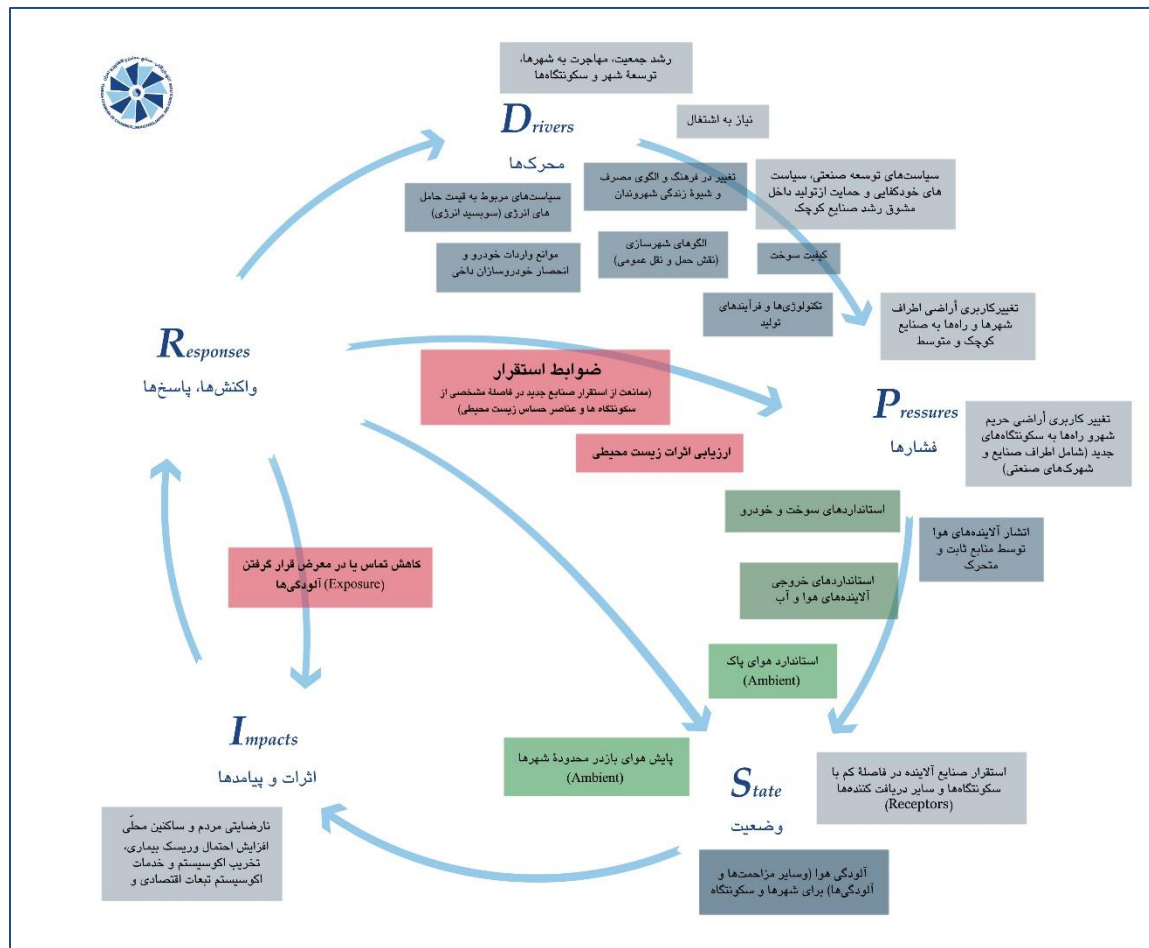 رشد جمعیت، مهاجرت به شهرها،
توسعهٔ شهر و سکونتگاه‌ها
Drivers
محرک‌ها
نیاز به اشتغال
سیاست‌های توسعه صنعتی، سیاست
های خودکفایی و حمایت ازتولید داخل
مشوق رشد صنایع کوچک
تغییر در فرهنگ و الگوی مصرف
و شیوهٔ زندگی شهروندان
سیاست‌های مربوط به قیمت حامل
های انرژی (سوبسید انرژی)
الگوهای شهرسازی
(نقش حمل و نقل عمومی)
کیفیت سوخت
موانع واردات خودرو و
انحصار خودروسازان داخی
تکنولوژی‌ها و فرآیندهای
تولید
تغییرکاربری أراضی اطراف
شهرها و راه‌ها به صنایع
کوچک و متوسط
Responses
واکنش‌ها، پاسخ‌ها
ضوابط استقرار
(ممانعت از استقرار صنایع جدید در فاصلهٔ مشخصی از
سکونتگاه ها و عناصر حساس زیست محیطی)
ارزیابی اثرات زیست محیطی
Pressures
فشارها
تغییر کاربری أراضی حریم
شهرو راه‌ها به سکونتگاه‌های
جدید (شامل اطراف صنایع و
شهرک‌های صنعتی)
استانداردهای سوخت و خودرو
انتشار آلاینده‌های هوا
توسط منابع ثابت و
متحرک
کاهش تماس یا در معرض قرار گرفتن
آلودگی‌ها (Exposure)
استانداردهای خروجی
آلاینده‌های هوا و آب
استاندارد هوای پاک
(Ambient)
Impacts
اثرات و پیامدها
پایش هوای بازدر محدودهٔ شهرها
(Ambient)
State
وضعیت
استقرار صنایع آلاینده در فاصلهٔ کم با
سکونتگاه‌ها و سایر دریافت کننده‌ها
(Receptors)
نارضایتی مردم و ساکنین محلّی
افزایش احتمال وریسک بیماری،
تخریب اکوسیستم و خدمات
اکوسیستم تبعات اقتصادی و
آلودگی هوا (وسایر مزاحمت‌ها و
آلودگی‌ها) برای شهرها و سکونتگاه